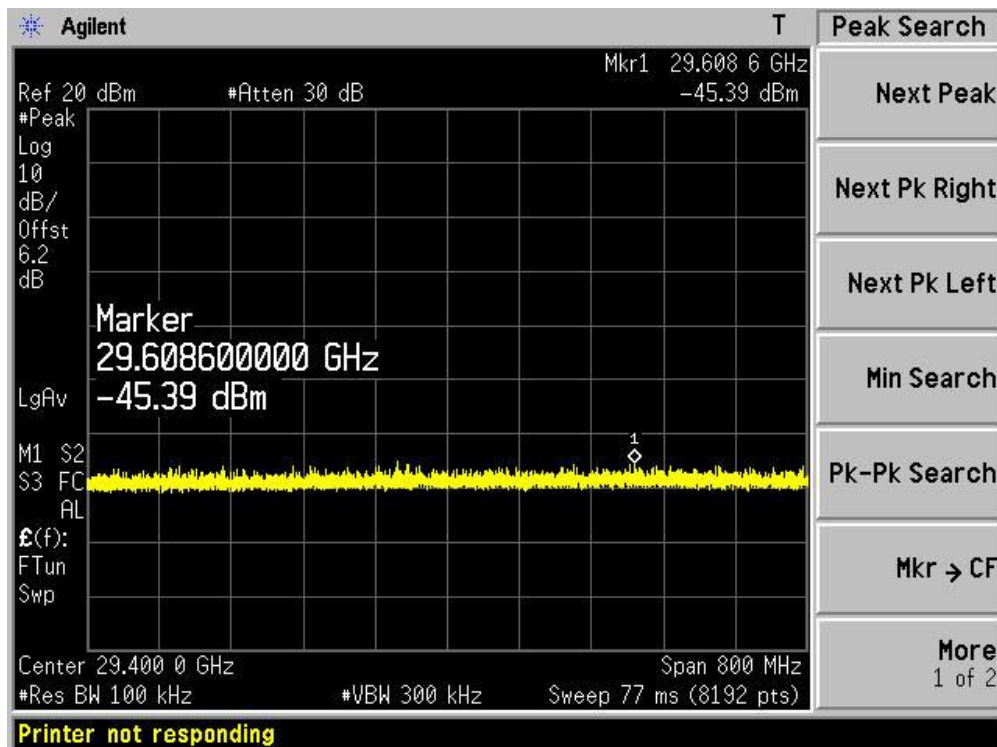 Agilent
T
Peak Search
Mkr1 29.608 6 GHz
Ref 20 dBm #Atten 30 dB -45.39 dBm
#Peak
Log
10
dB/
Offst
6.2
dB
Marker
29.608600000 GHz
-45.39 dBm
LgAv
1
M1 S2
S3 FC
AL
£(f):
FTun
Swp
Center 29.400 0 GHz Span 800 MHz
#Res BW 100 kHz #VBW 300 kHz Sweep 77 ms (8192 pts)
Printer not responding
Next Peak
Next Pk Right
Next Pk Left
Min Search
Pk-Pk Search
Mkr → CF
More
1 of 2